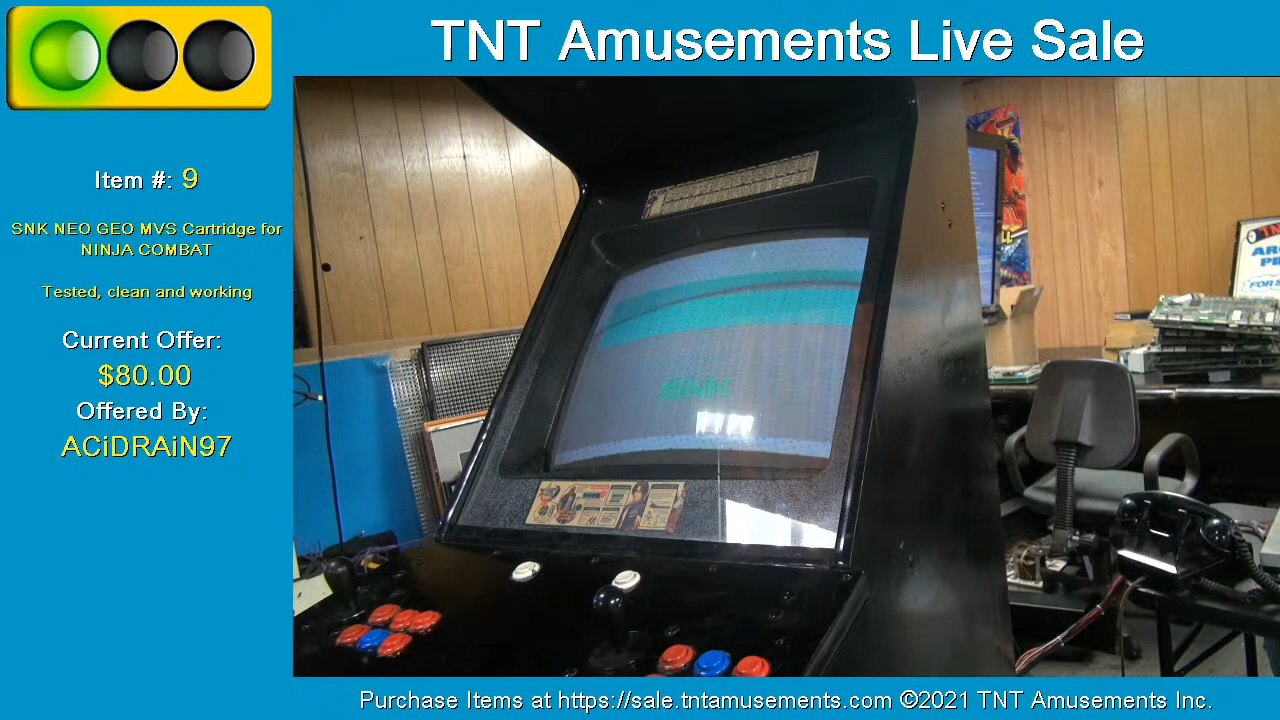 TNT Amusements Live Sale
Item #: 9
SNK NEO GEO MVS Cartridge for
NINJA COMBAT
Tested, clean and working
Current Offer:
$80.00
Offered By:
ACiDRAiN97
SNK
Purchase Items at https://sale.tntamusements.com ©2021 TNT Amusements Inc.